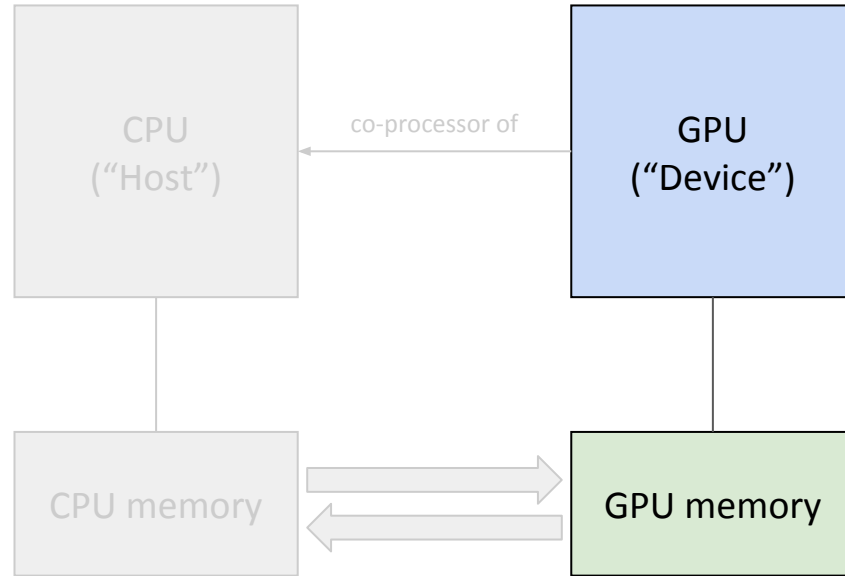 CPU
(“Host”)
co-processor of
GPU
(“Device”)
CPU memory
GPU memory